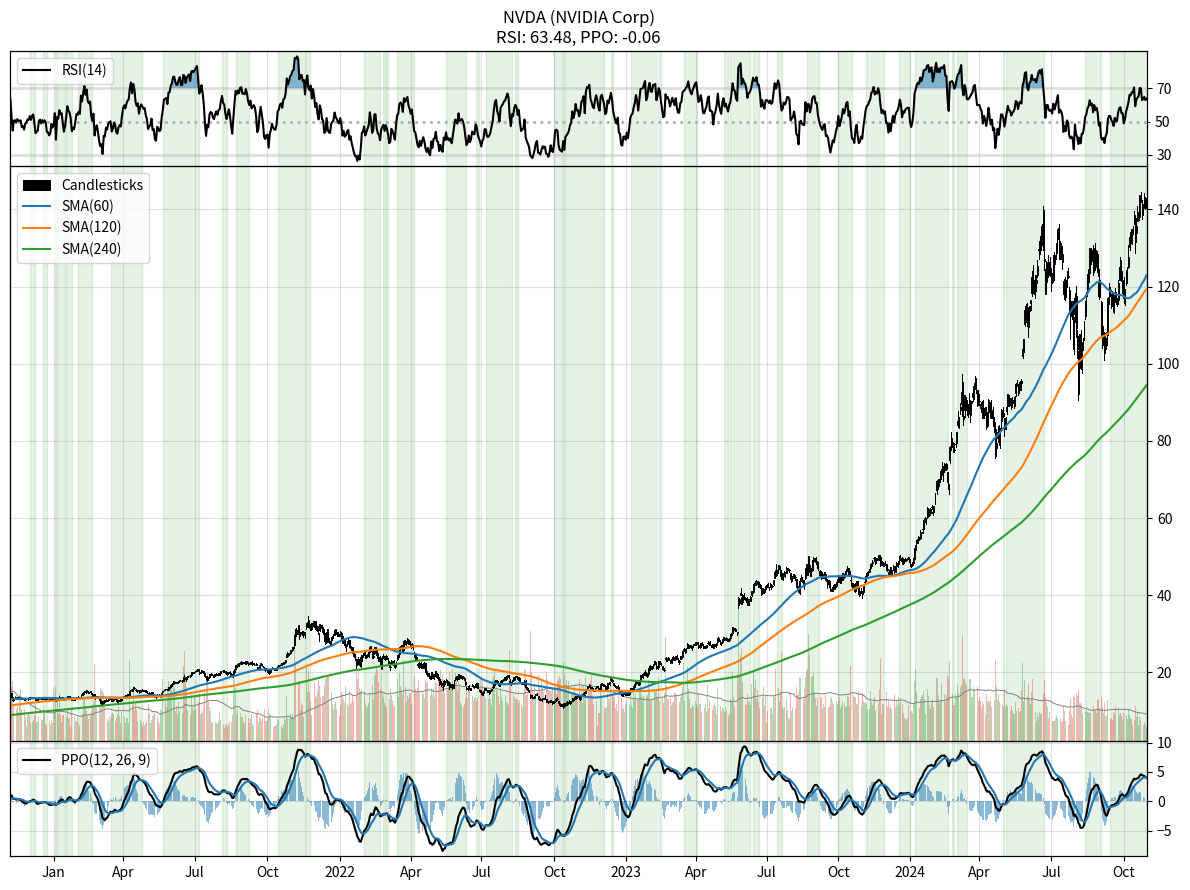 NVDA (NVIDIA Corp)
RSI: 63.48, PPO: -0.06
RSI(14)
70
50
30
Candlesticks
SMA(60)
SMA(120)
SMA(240)
140
120
100
80
60
40
20
PPO(12, 26, 9)
10
5
0
−5
Jan Apr Jul Oct 2022 Apr Jul Oct 2023 Apr Jul Oct 2024 Apr Jul Oct